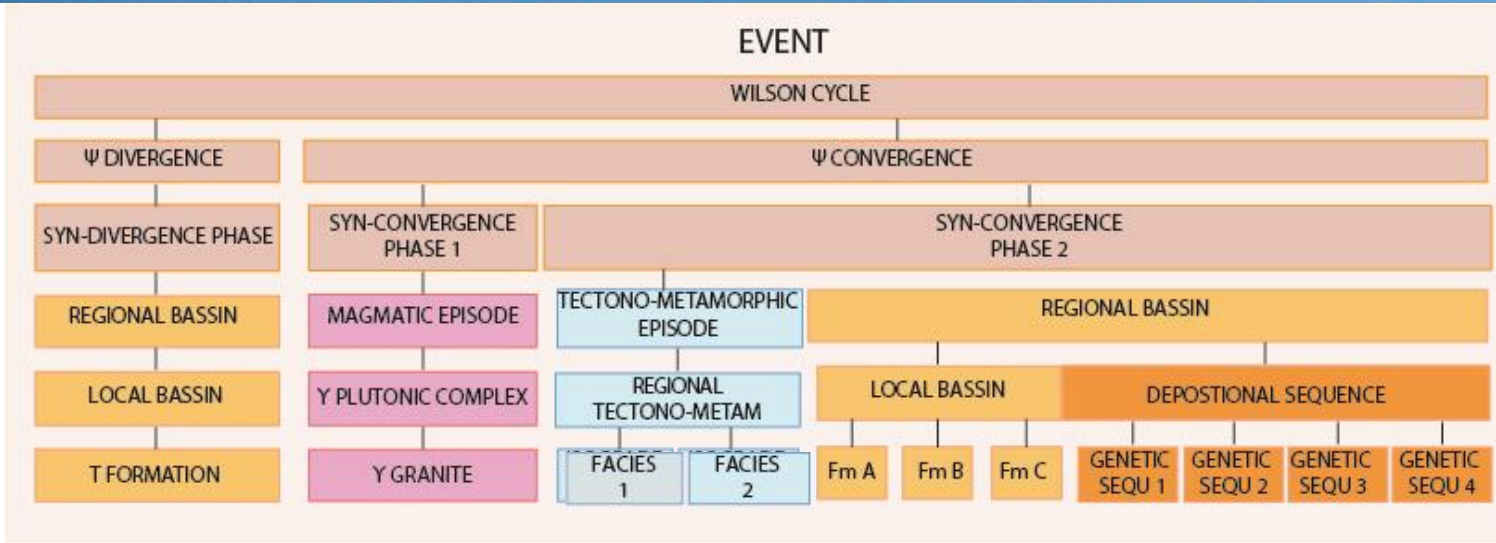 EVENT
WILSON CYCLE
Ψ DIVERGENCE
Ψ CONVERGENCE
SYN-DIVERGENCE PHASE
SYN-CONVERGENCE
PHASE 1
SYN-CONVERGENCE
PHASE 2
REGIONAL BASSIN
MAGMATIC EPISODE
TECTONO-METAMORPHIC
EPISODE
REGIONAL BASSIN
LOCAL BASSIN
Y PLUTONIC COMPLEX
REGIONAL
TECTONO-METAM
LOCAL BASSIN
DEPOSTIONAL SEQUENCE
T FORMATION
Y GRANITE
FACIES
1
FACIES
2
Fm A
Fm B
Fm C
GENETIC
SEQU 1
GENETIC
SEQU 2
GENETIC
SEQU 3
GENETIC
SEQU 4